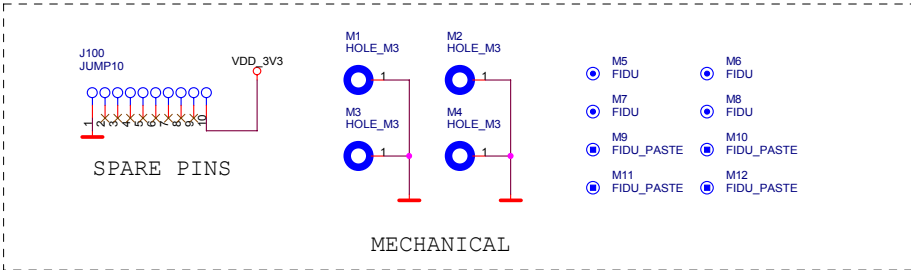 J100
JUMP10
VDD_3V3
1
2
3
4
5
6
7
8
9
10
SPARE PINS
M1
HOLE_M3
1
M2
HOLE_M3
1
M3
HOLE_M3
1
M4
HOLE_M3
1
M5
FIDU
M6
FIDU
M7
FIDU
M8
FIDU
M9
FIDU_PASTE
M10
FIDU_PASTE
M11
FIDU_PASTE
M12
FIDU_PASTE
MECHANICAL